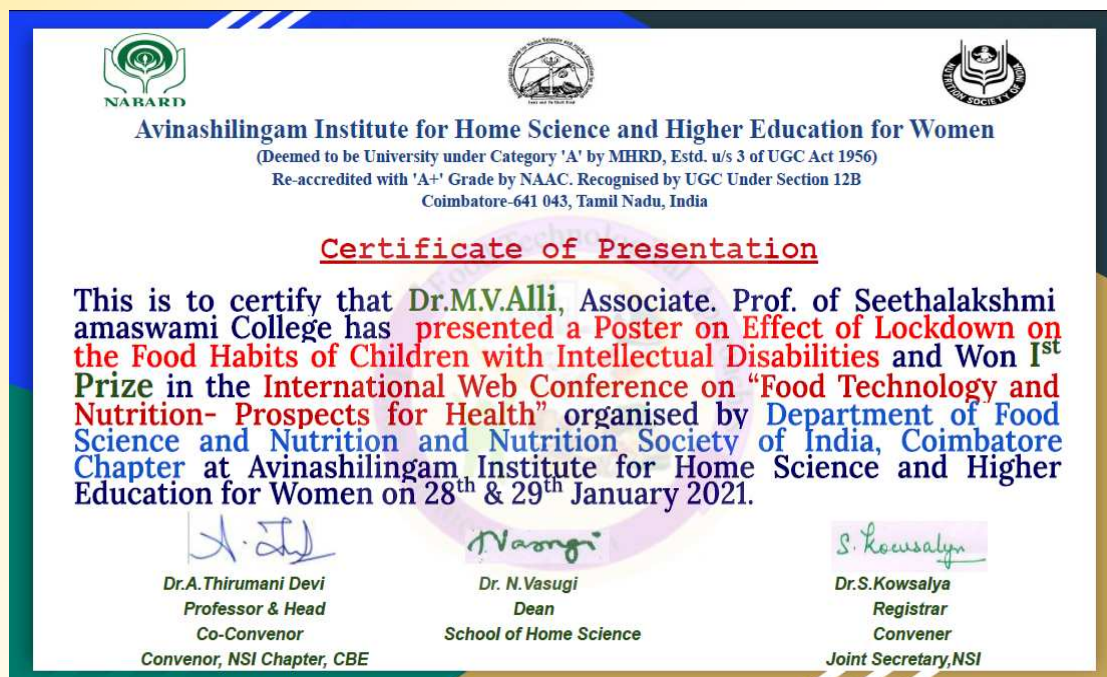 NABARD
NUTRITION SOCIETY OF INDIA
Avinashilingam Institute for Home Science and Higher Education for Women
(Deemed to be University under Category 'A' by MHRD, Estd. u/s 3 of UGC Act 1956)
Re-accredited with 'A+' Grade by NAAC. Recognised by UGC Under Section 12B
Coimbatore-641 043, Tamil Nadu, India
Certificate of Presentation
This is to certify that Dr.M.V.Alli, Associate. Prof. of Seethalakshmi
amaswami College has presented a Poster on Effect of Lockdown on
the Food Habits of Children with Intellectual Disabilities and Won Ist
Prize in the International Web Conference on “Food Technology and
Nutrition- Prospects for Health” organised by Department of Food
Science and Nutrition and Nutrition Society of India, Coimbatore
Chapter at Avinashilingam Institute for Home Science and Higher
Education for Women on 28th & 29th January 2021.
N Vasugi
S. Kowsalya
Dr.A.Thirumani Devi
Dr. N.Vasugi
Dr.S.Kowsalya
Professor & Head
Dean
Registrar
Co-Convenor
School of Home Science
Convener
Convenor, NSI Chapter, CBE
Joint Secretary,NSI